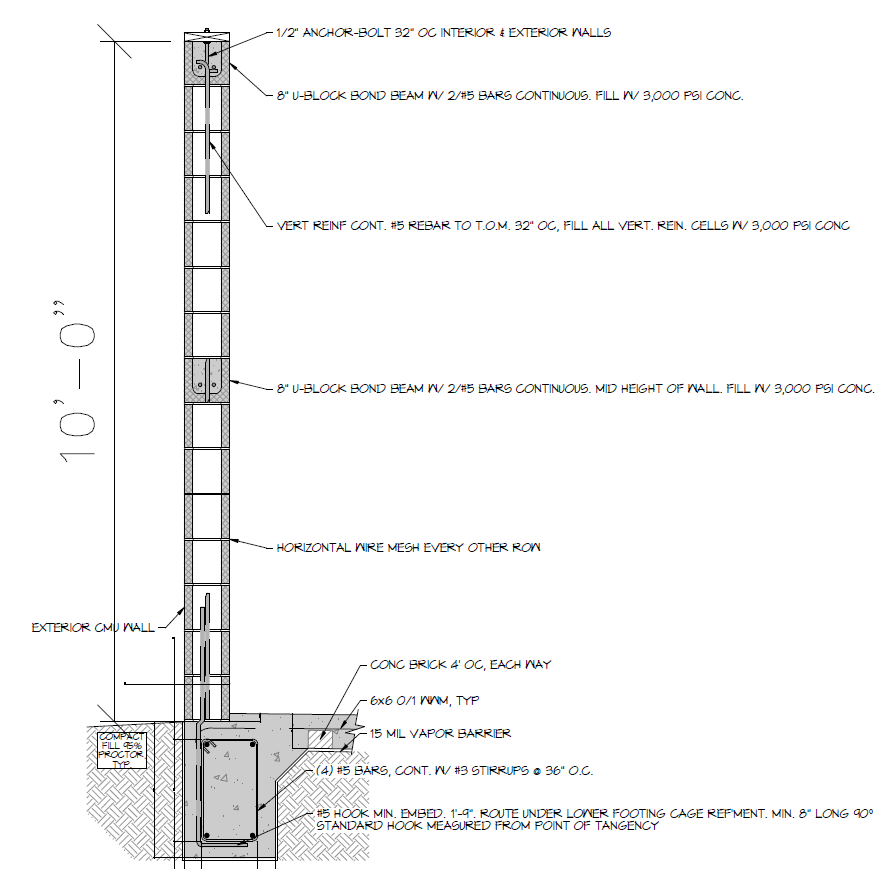 1/2" ANCHOR-BOLT 32" OC INTERIOR & EXTERIOR WALLS
8" U-BLOCK BOND BEAM W/ 2/#5 BARS CONTINUOUS. FILL W/ 3,000 PSI CONC.
VERT REINF CONT. #5 REBAR TO T.O.M. 32" OC, FILL ALL VERT. REIN. CELLS W/ 3,000 PSI CONC
10'-0"
8" U-BLOCK BOND BEAM W/ 2/#5 BARS CONTINUOUS. MID HEIGHT OF WALL. FILL W/ 3,000 PSI CONC.
HORIZONTAL WIRE MESH EVERY OTHER ROW
EXTERIOR CMU WALL
CONC BRICK 4' OC, EACH WAY
6x6 0/1 WWM, TYP
15 MIL VAPOR BARRIER
COMPACT
FILL 95%
PROCTOR
TYP.
(4) #5 BARS, CONT. W/ #3 STIRRUPS @ 36" O.C.
#5 HOOK MIN. EMBED. 1'-9". ROUTE UNDER LOWER FOOTING CAGE REFMENT. MIN. 8" LONG 90°
STANDARD HOOK MEASURED FROM POINT OF TANGENCY